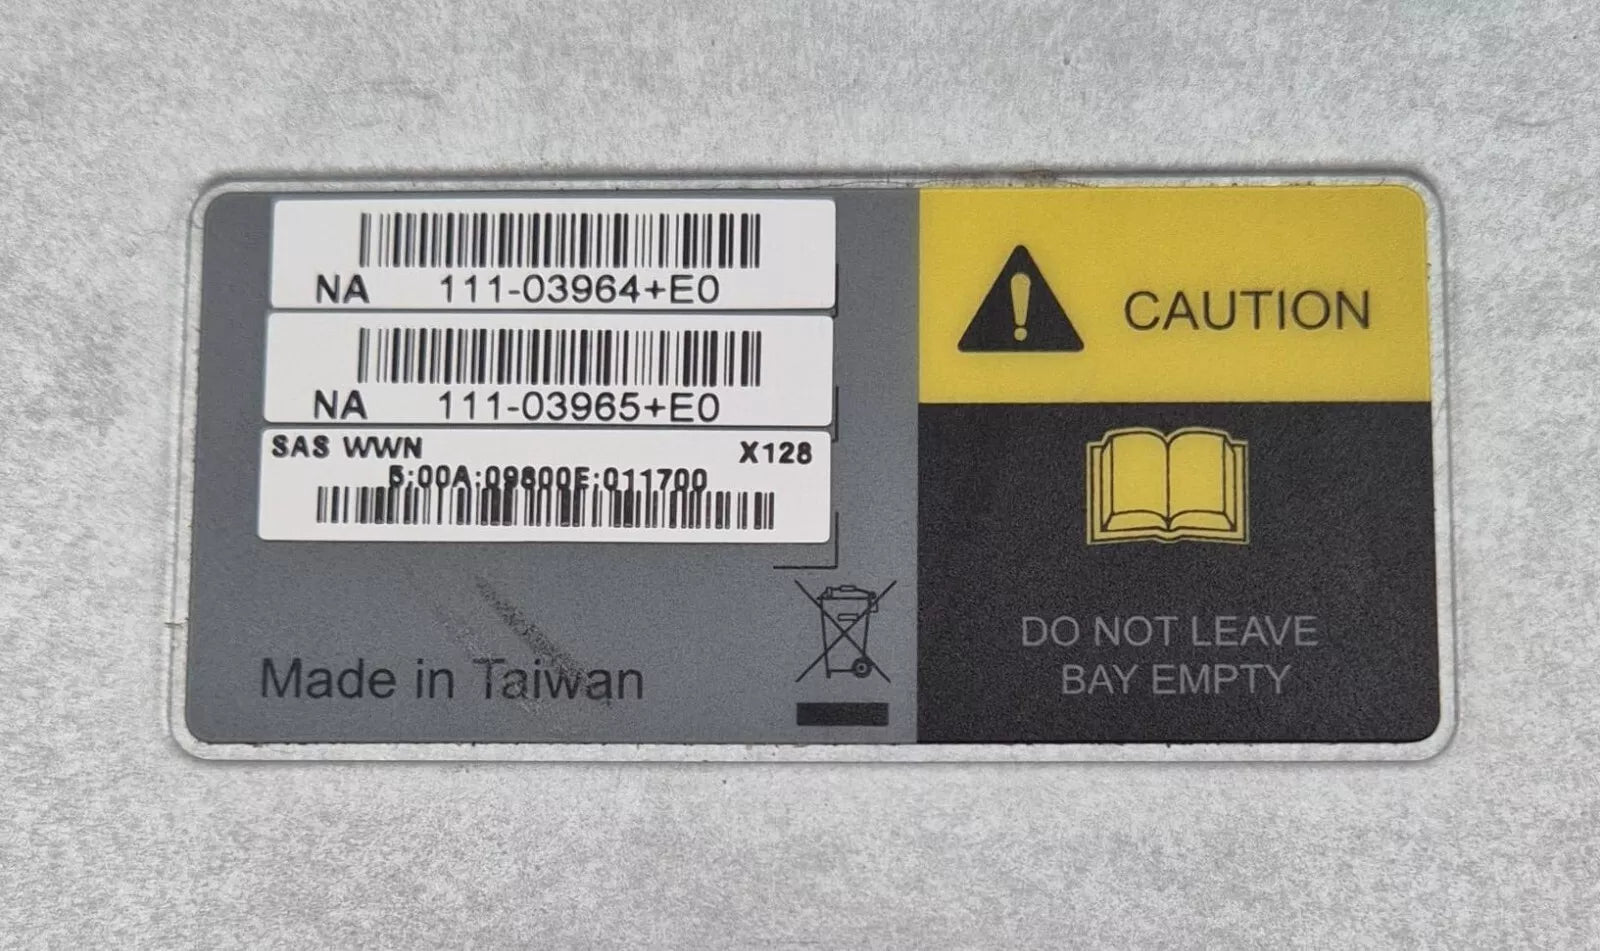 NA 111-03964+E0
NA 111-03965+E0
SAS WWN X128
5:00A:09800E:011700
Made in Taiwan
CAUTION
DO NOT LEAVE
BAY EMPTY